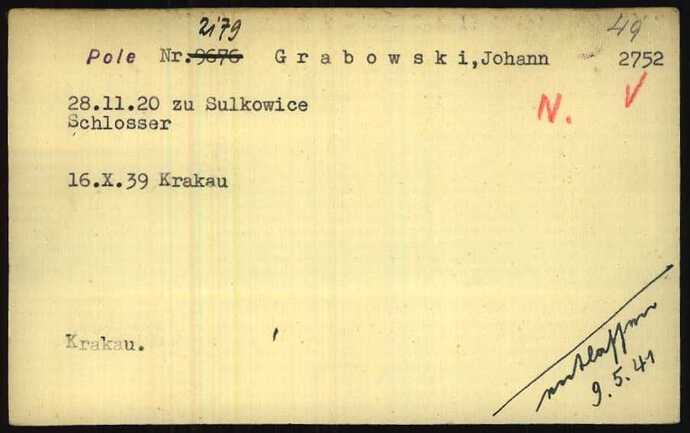 2179 49
Pole Nr. 9676 Grabowski, Johann 2752
28.11.20 zu Sulkowice
Schlosser
N. V
16.X.39 Krakau
Krakau.
entlassen
9.5.41